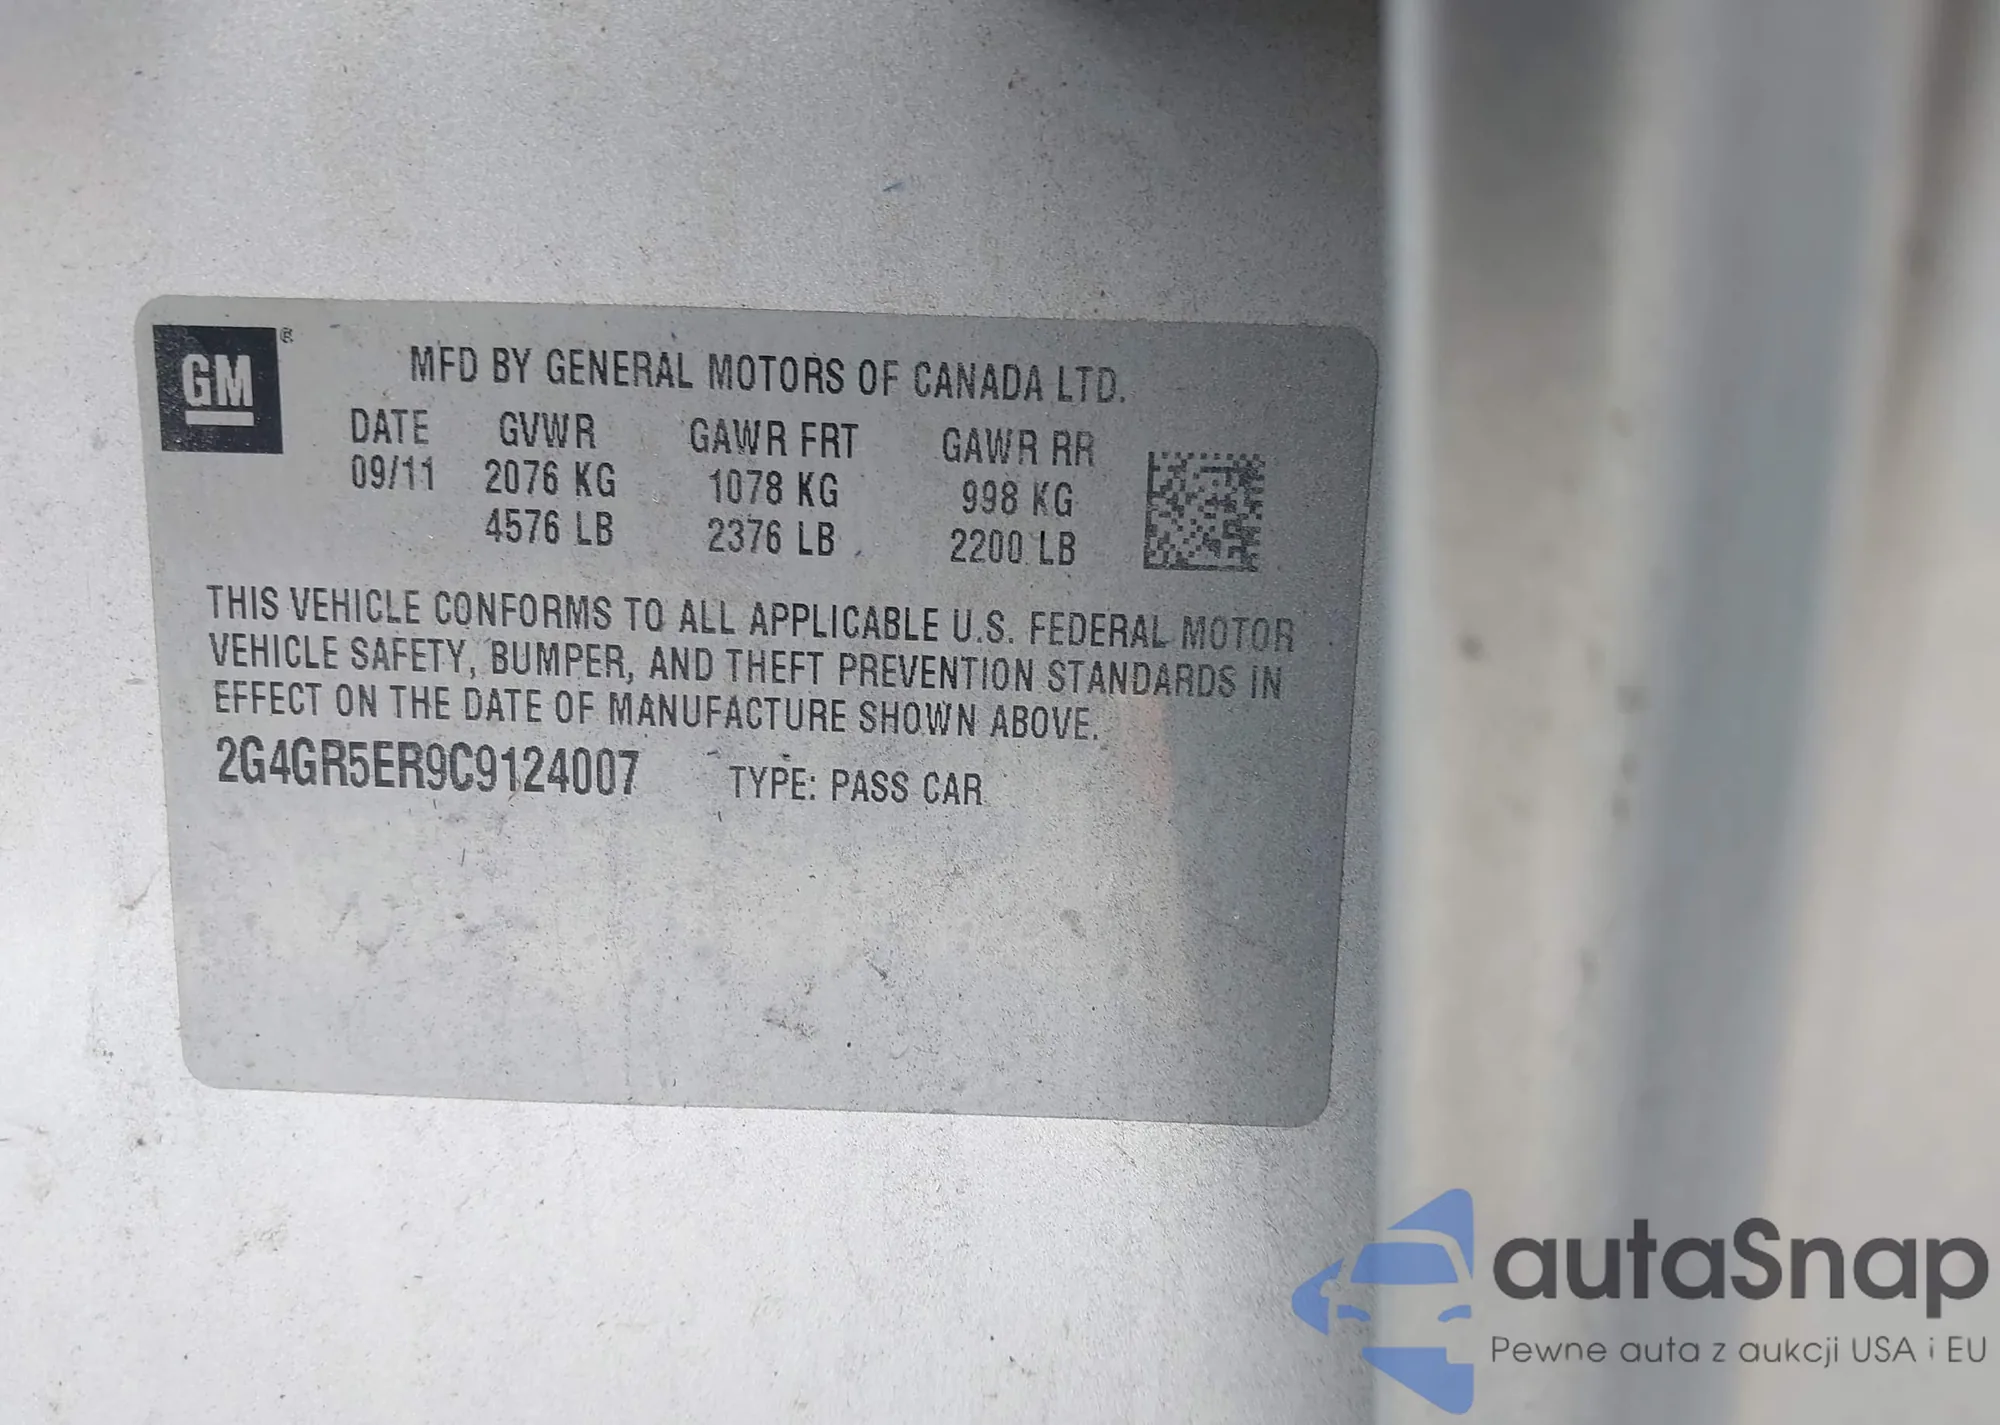 GM ®
MFD BY GENERAL MOTORS OF CANADA LTD.
DATE GVWR GAWR FRT GAWR RR
09/11 2076 KG 1078 KG 998 KG
4576 LB 2376 LB 2200 LB
THIS VEHICLE CONFORMS TO ALL APPLICABLE U.S. FEDERAL MOTOR
VEHICLE SAFETY, BUMPER, AND THEFT PREVENTION STANDARDS IN
EFFECT ON THE DATE OF MANUFACTURE SHOWN ABOVE.
2G4GR5ER9C9124007 TYPE: PASS CAR
autaSnap
Pewne auta z aukcji USA i EU